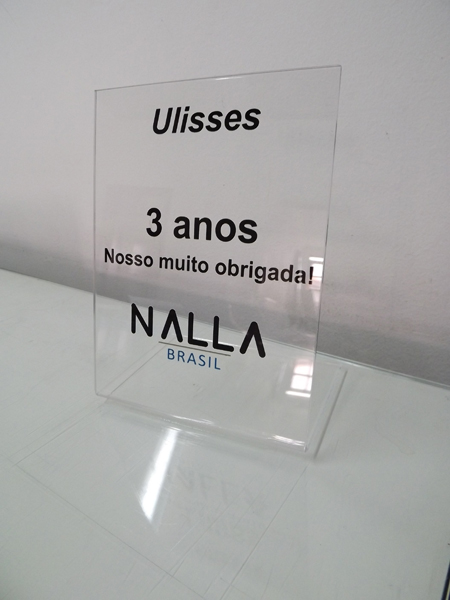 Ulisses
3 anos
Nosso muito obrigada!
NALLA
BRASIL